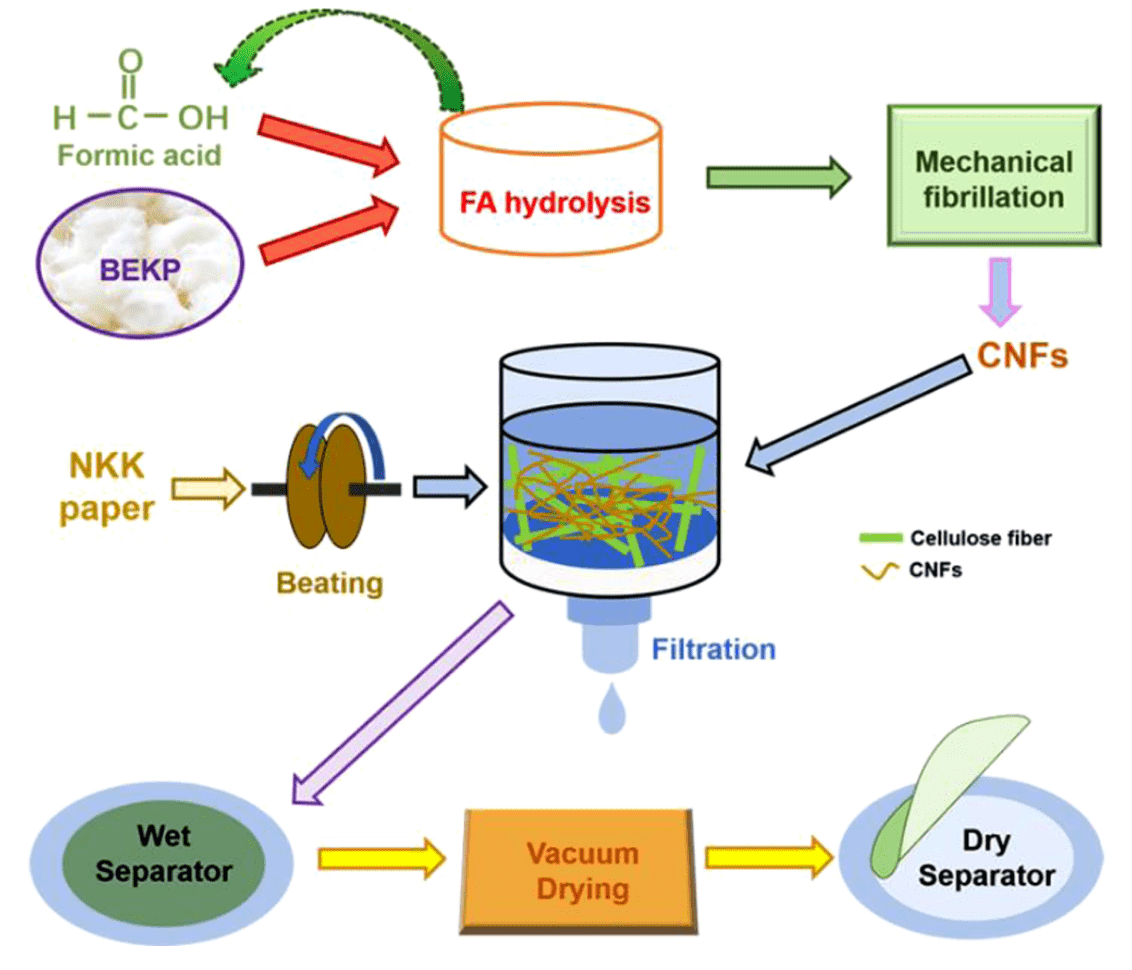 O
H – C – OH
Formic acid
BEKP
FA hydrolysis
Mechanical
fibrillation
CNFs
NKK
paper
Beating
Cellulose fiber
CNFs
Filtration
Wet
Separator
Vacuum
Drying
Dry
Separator